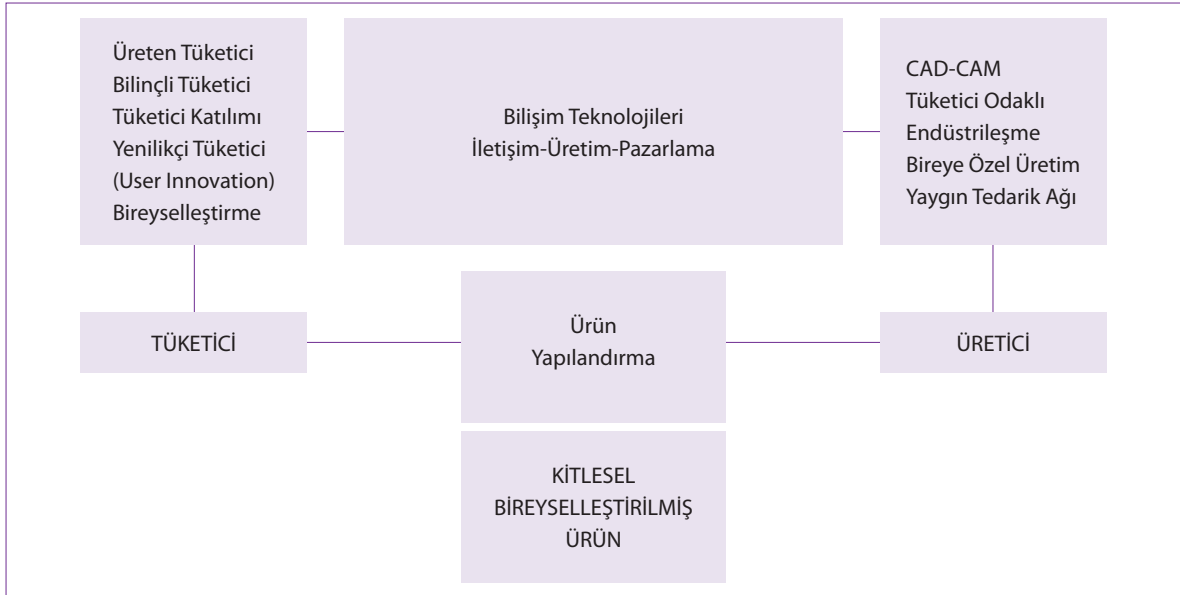 Üreten Tüketici
Bilinçli Tüketici
Tüketici Katılımı
Yenilikçi Tüketici
(User Innovation)
Bireyselleştirme
Bilişim Teknolojileri
İletişim-Üretim-Pazarlama
CAD-CAM
Tüketici Odaklı
Endüstrileşme
Bireye Özel Üretim
Yaygın Tedarik Ağı
TÜKETİCİ
Ürün
Yapılandırma
ÜRETİCİ
KİTLESEL
BİREYSELLEŞTİRİLMİŞ
ÜRÜN